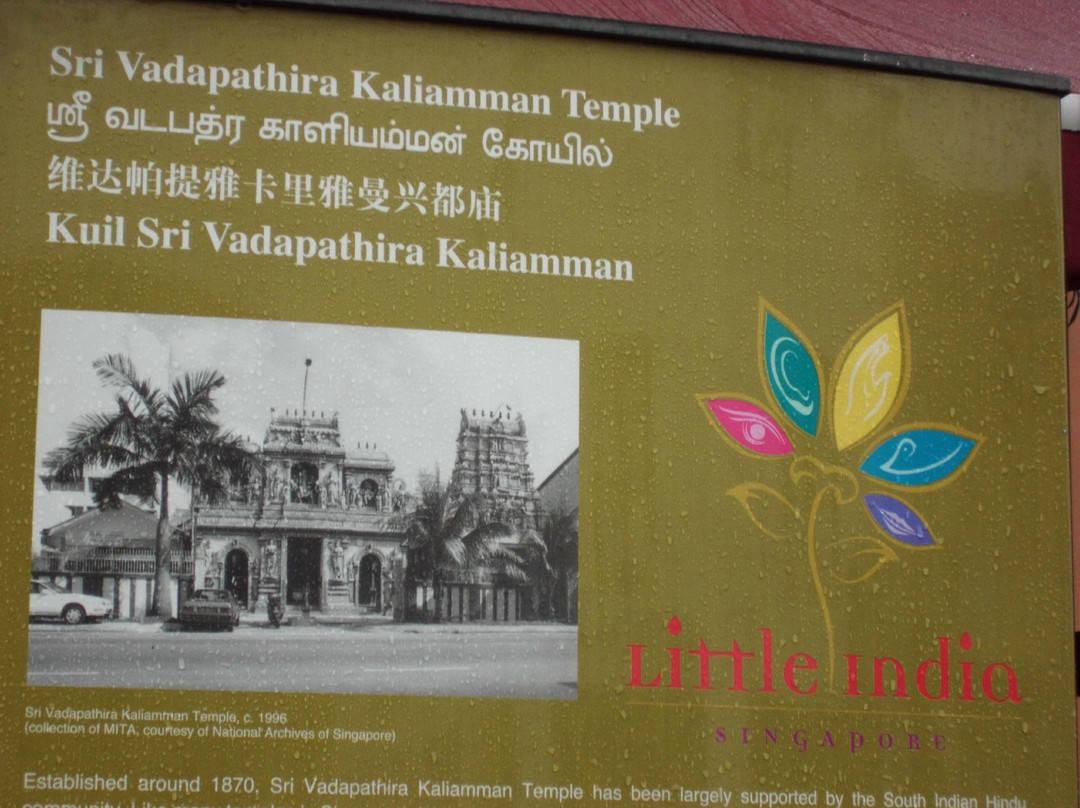 Sri Vadapathira Kaliamman Temple
ஸ்ரீ வடபத்ர காளியம்மன் கோயில்
维达帕提雅卡里雅曼兴都庙
Kuil Sri Vadapathira Kaliamman
Sri Vadapathira Kaliamman Temple, c. 1996
(collection of MITA, courtesy of National Archives of Singapore)
Little India
SINGAPORE
Established around 1870, Sri Vadapathira Kaliamman Temple has been largely supported by the South Indian Hindu